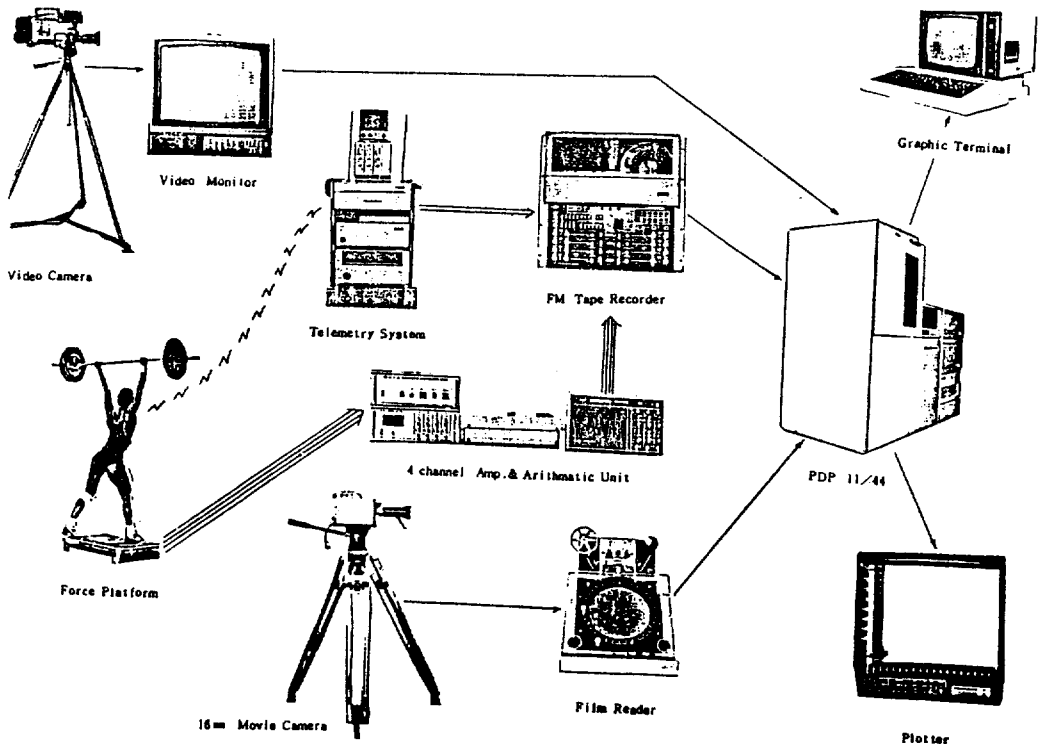 Graphic Terminal
Video Monitor
Video Camera
FM Tape Recorder
Telemetry System
4 channel Amp.& Arithmatic Unit
PDP 11/44
Force Platform
16mm Movie Camera
Film Reader
Plotter